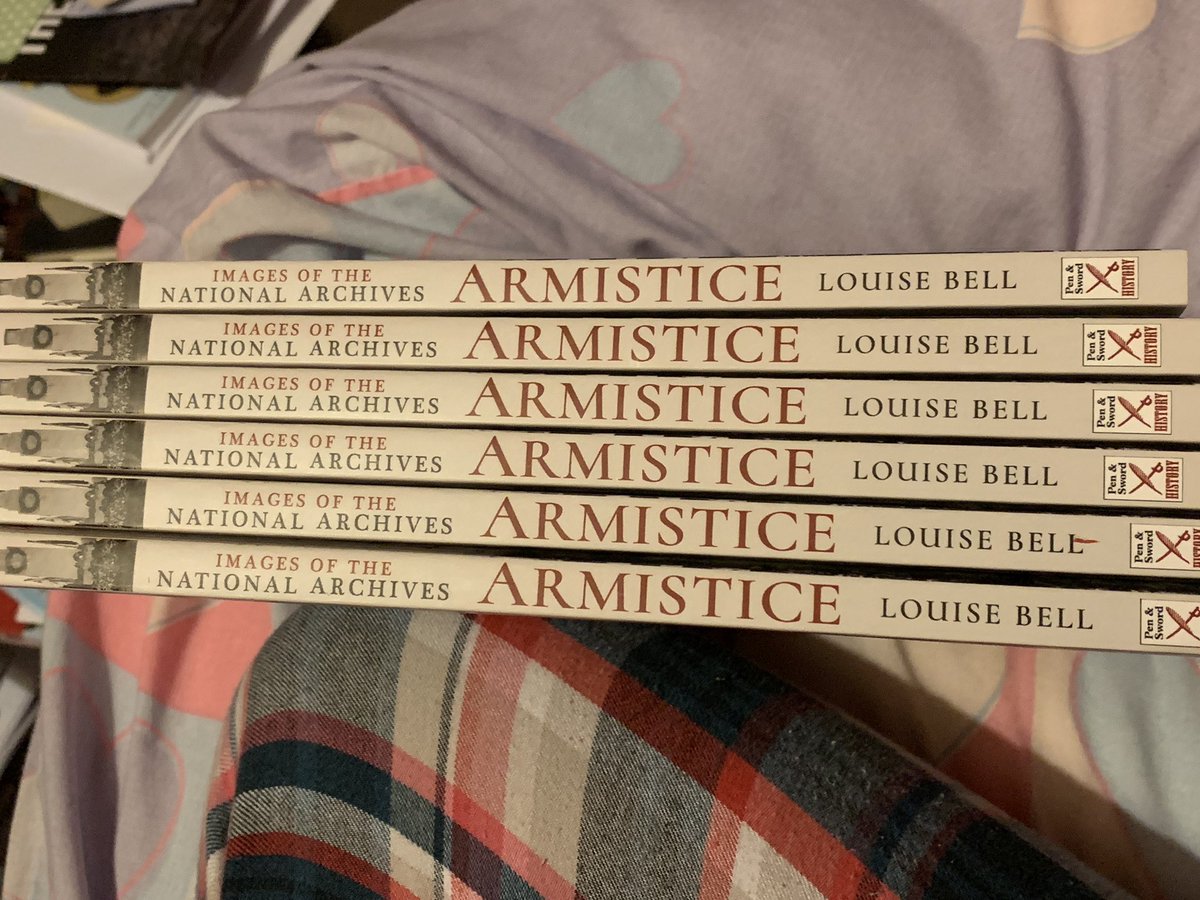 IMAGES OF THE
NATIONAL ARCHIVES
ARMISTICE
LOUISE BELL
Pen &
Sword
HISTORY
IMAGES OF THE
NATIONAL ARCHIVES
ARMISTICE
LOUISE BELL
Pen &
Sword
HISTORY
IMAGES OF THE
NATIONAL ARCHIVES
ARMISTICE
LOUISE BELL
Pen &
Sword
HISTORY
IMAGES OF THE
NATIONAL ARCHIVES
ARMISTICE
LOUISE BELL
Pen &
Sword
HISTORY
IMAGES OF THE
NATIONAL ARCHIVES
ARMISTICE
LOUISE BELL
Pen &
Sword
HISTORY
IMAGES OF THE
NATIONAL ARCHIVES
ARMISTICE
LOUISE BELL
Pen &
Sword